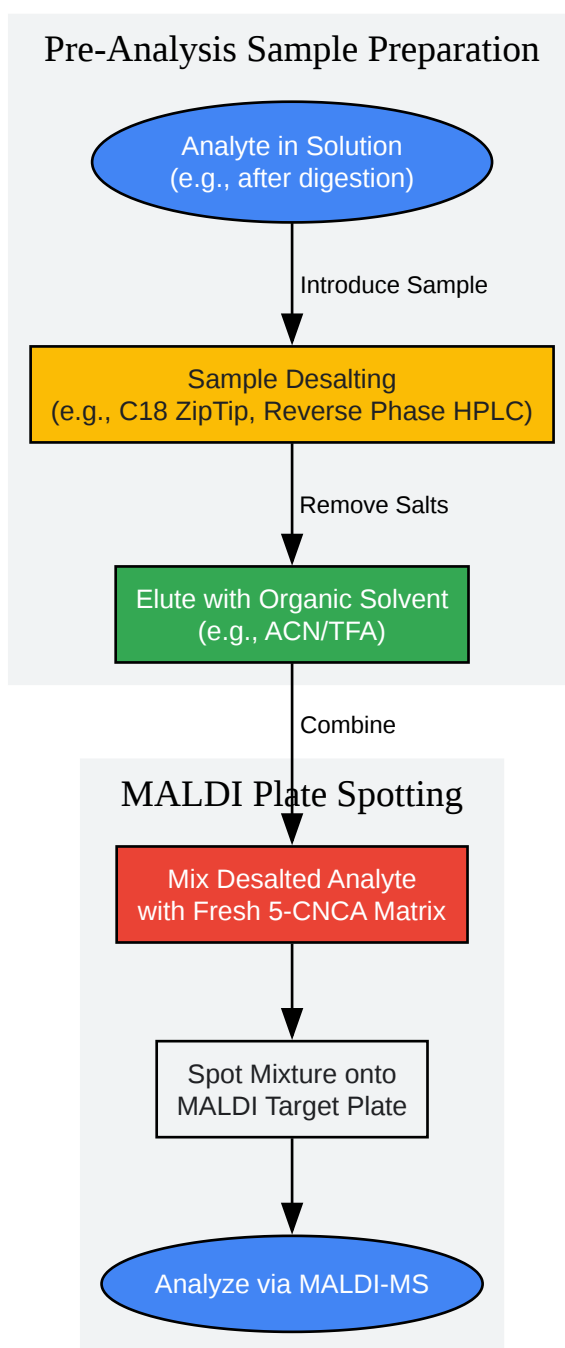 Pre-Analysis Sample Preparation
Analyte in Solution
(e.g., after digestion)
Introduce Sample
Sample Desalting
(e.g., C18 ZipTip, Reverse Phase HPLC)
Remove Salts
Elute with Organic Solvent
(e.g., ACN/TFA)
Combine
MALDI Plate Spotting
Mix Desalted Analyte
with Fresh 5-CNCA Matrix
Spot Mixture onto
MALDI Target Plate
Analyze via MALDI-MS